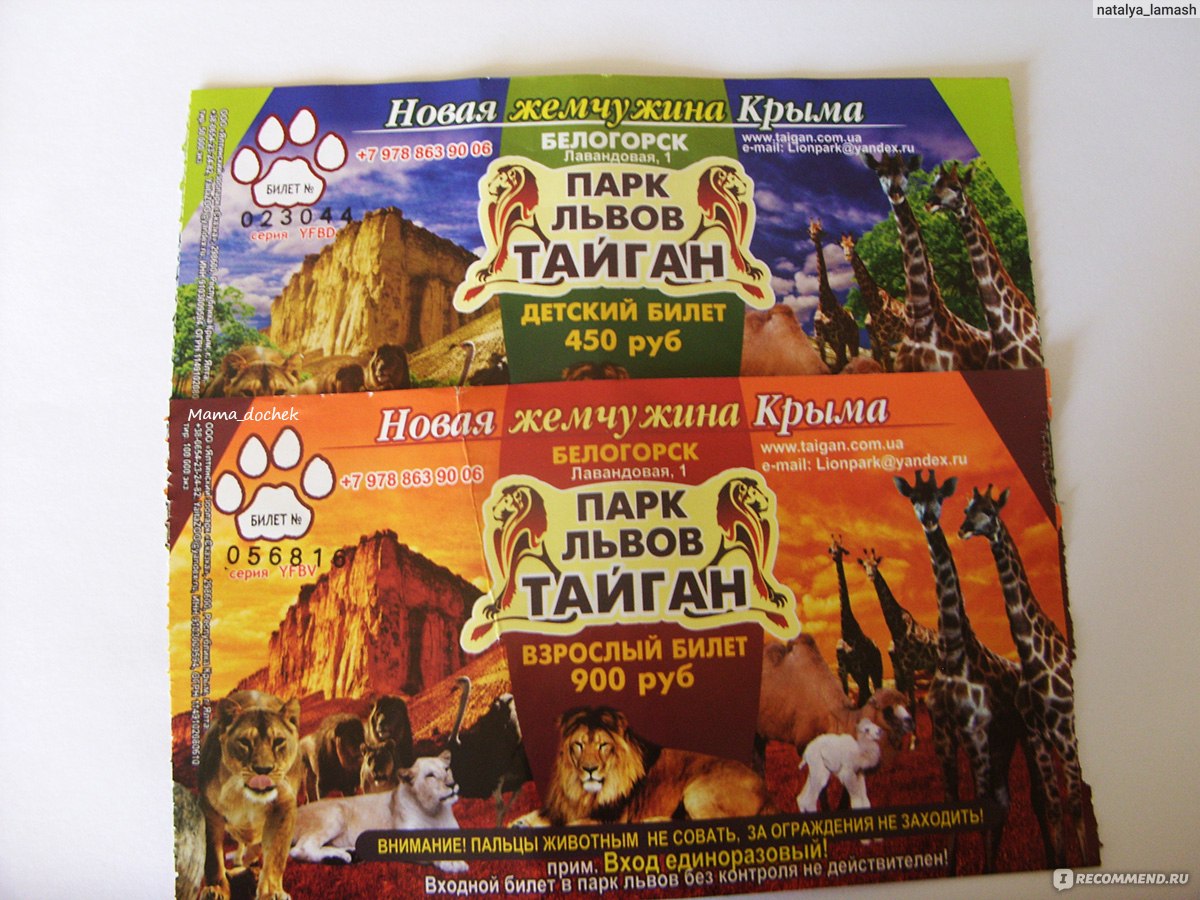 natalya_lamash
Новая жемчужина Крыма
+7 978 863 90 06
БЕЛОГОРСК
Лавандовая, 1
www.taigan.com.ua
e-mail: Lionpark@yandex.ru
БИЛЕТ №
023044
серия YFBD
ПАРК
ЛЬВОВ
ТАЙГАН
ДЕТСКИЙ БИЛЕТ
450 руб
Mama_dochek
Новая жемчужина Крыма
+7 978 863 90 06
БЕЛОГОРСК
Лавандовая, 1
www.taigan.com.ua
e-mail: Lionpark@yandex.ru
БИЛЕТ №
056816
серия YFBV
ПАРК
ЛЬВОВ
ТАЙГАН
ВЗРОСЛЫЙ БИЛЕТ
900 руб
ВНИМАНИЕ! ПАЛЬЦЫ ЖИВОТНЫМ НЕ СОВАТЬ, ЗА ОГРАЖДЕНИЯ НЕ ЗАХОДИТЬ!
прим. Вход единоразовый!
Входной билет в парк львов без контроля не действителен!
тир. 100 000 экз
I RECOMMEND.RU